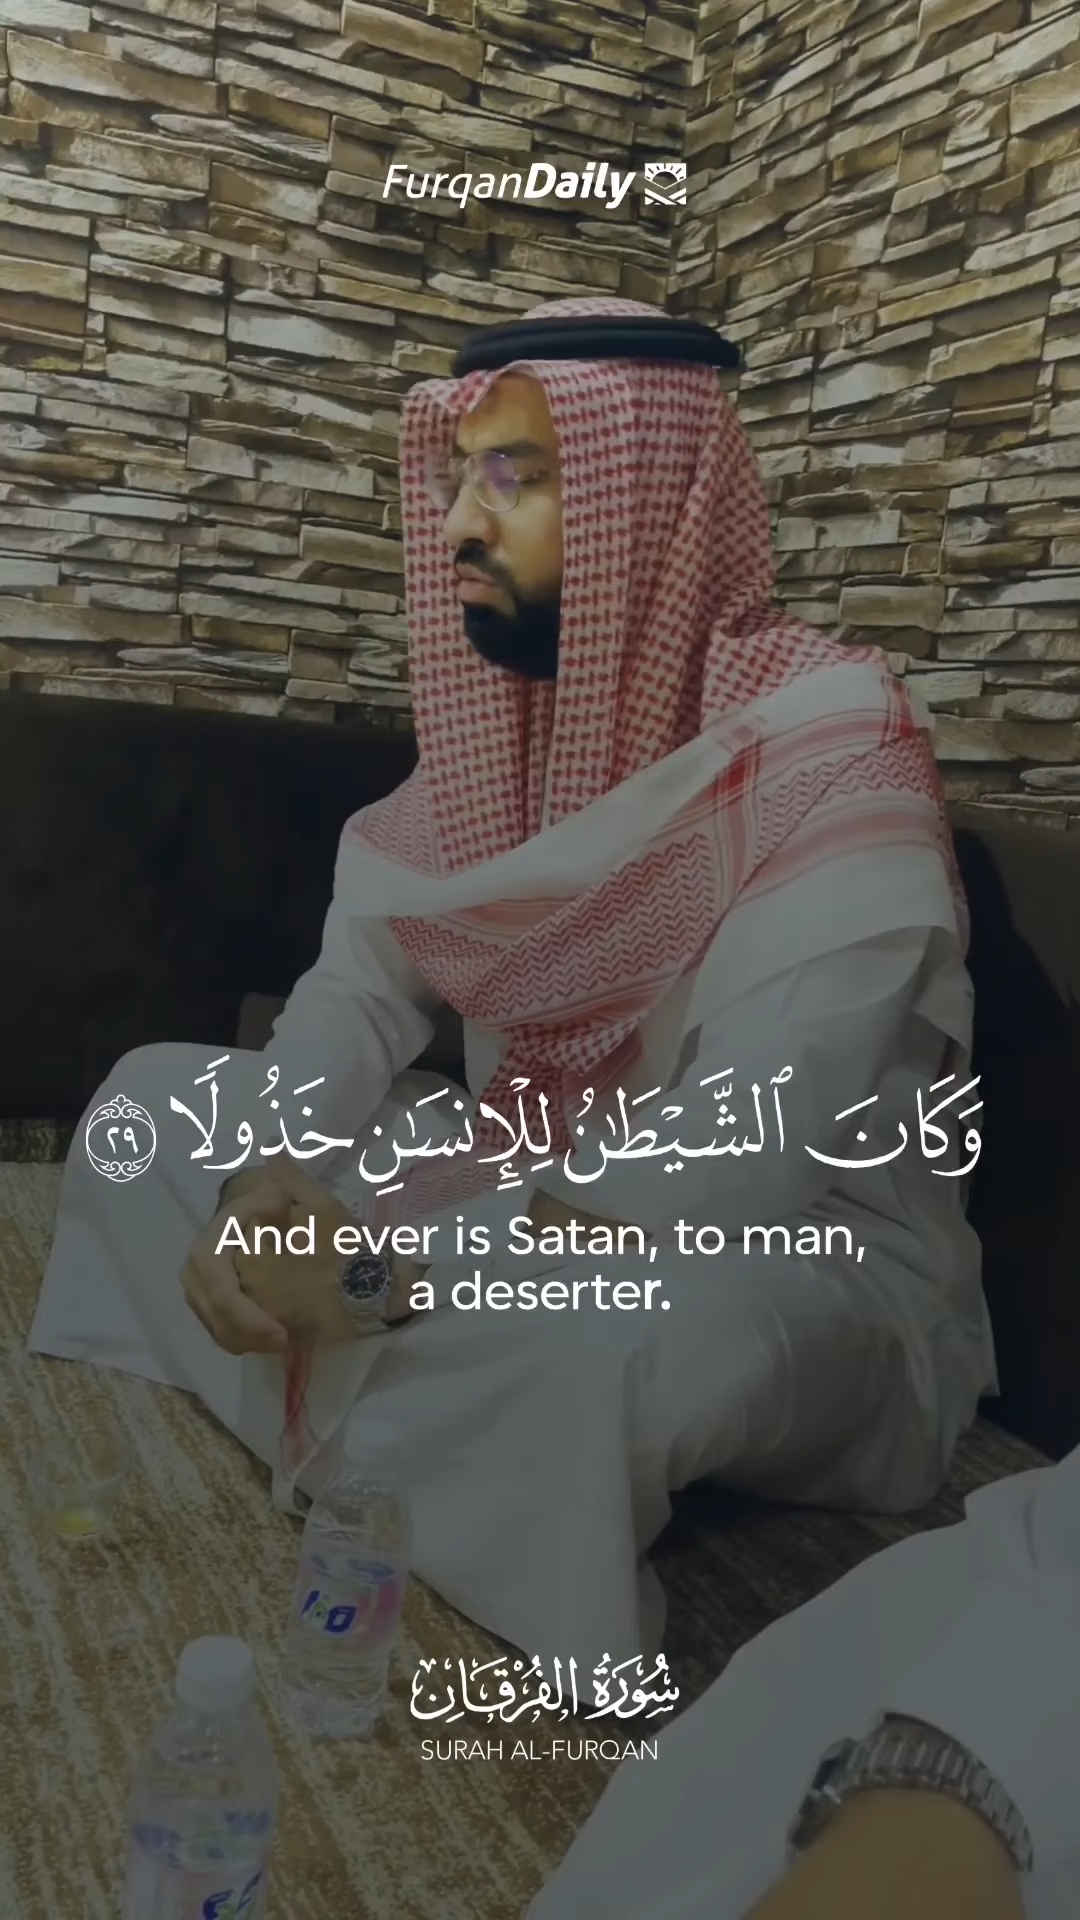 FurqanDaily
وَكَانَ ٱلشَّيْطَٰنُ لِلْإِنسَٰنِ خَذُولًا ٢٩
And ever is Satan, to man,
a deserter.
سُورَةُ الفُرْقَانِ
SURAH AL-FURQAN